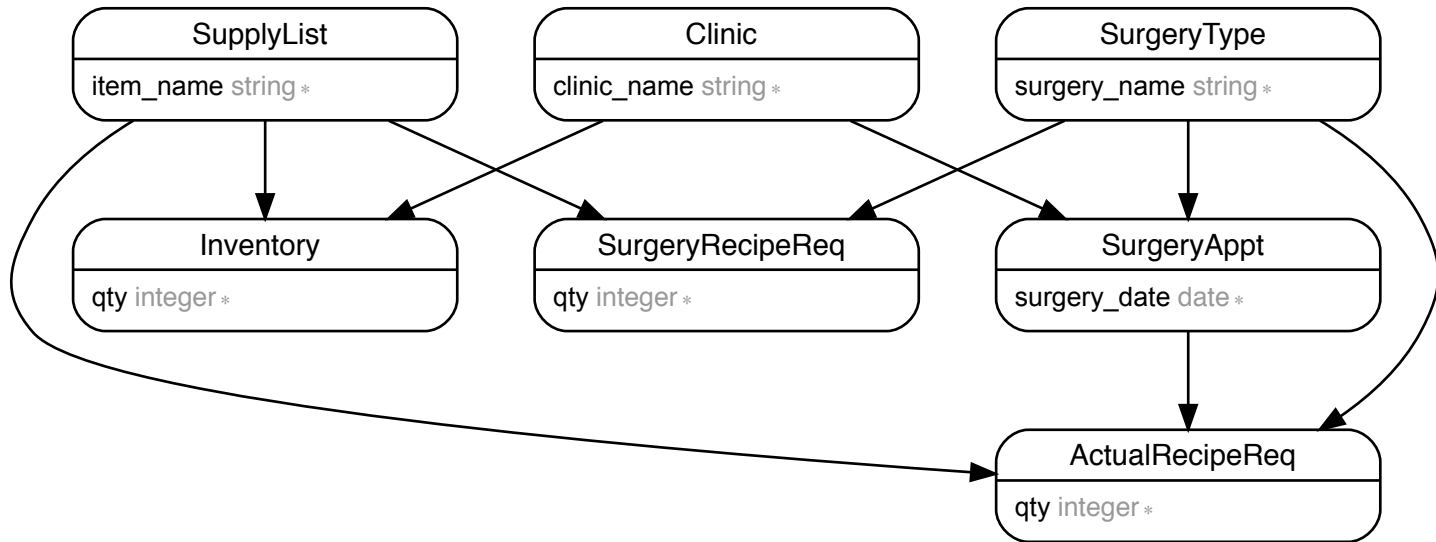 SupplyList
item_name string *
Clinic
clinic_name string *
SurgeryType
surgery_name string *
Inventory
qty integer *
SurgeryRecipeReq
qty integer *
SurgeryAppt
surgery_date date *
ActualRecipeReq
qty integer *